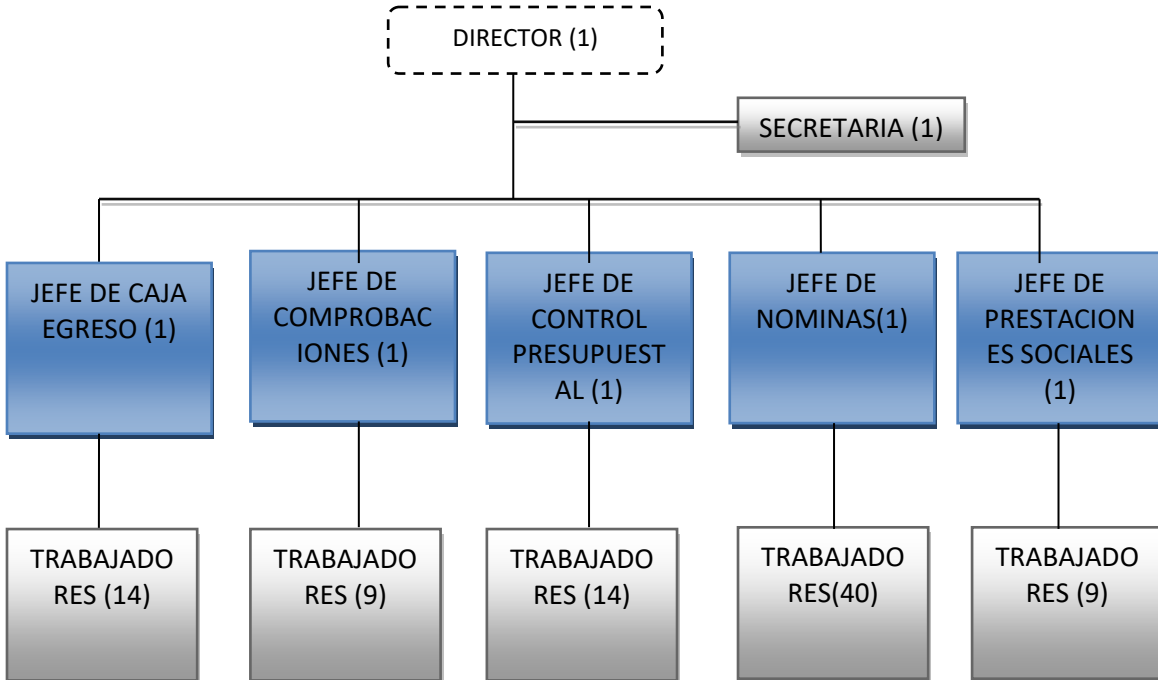 DIRECTOR (1)
SECRETARIA (1)
JEFE DE CAJA
EGRESO (1)
JEFE DE
COMPROBAC
IONES (1)
JEFE DE
CONTROL
PRESUPUEST
AL (1)
JEFE DE
NOMINAS(1)
JEFE DE
PRESTACION
ES SOCIALES
(1)
TRABAJADO
RES (14)
TRABAJADO
RES (9)
TRABAJADO
RES (14)
TRABAJADO
RES(40)
TRABAJADO
RES (9)